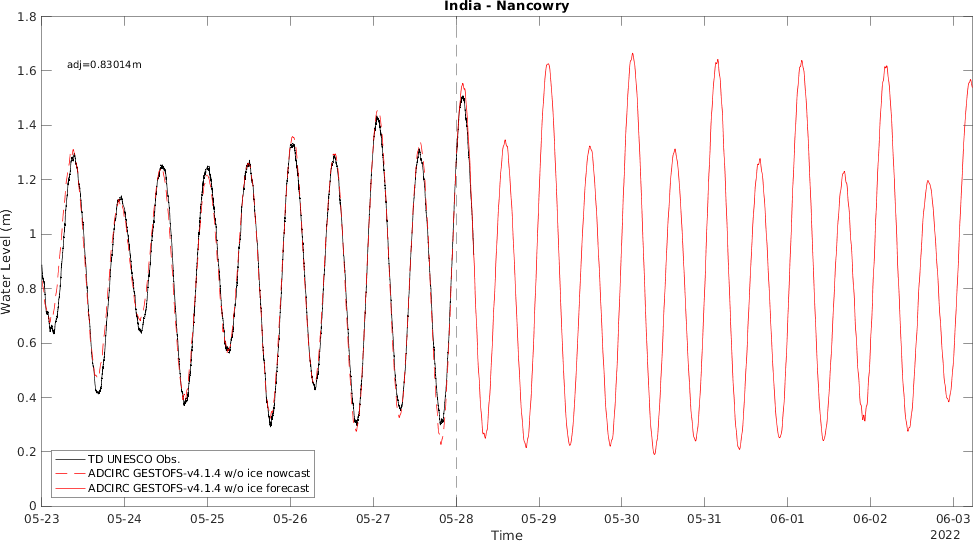 India - Nancowry
adj=0.83014m
1.8
1.6
1.4
1.2
1
0.8
0.6
0.4
0.2
0
Water Level (m)
TD UNESCO Obs.
ADCIRC GESTOFS-v4.1.4 w/o ice nowcast
ADCIRC GESTOFS-v4.1.4 w/o ice forecast
05-23 05-24 05-25 05-26 05-27 05-28 05-29 05-30 05-31 06-01 06-02 06-03
Time
2022